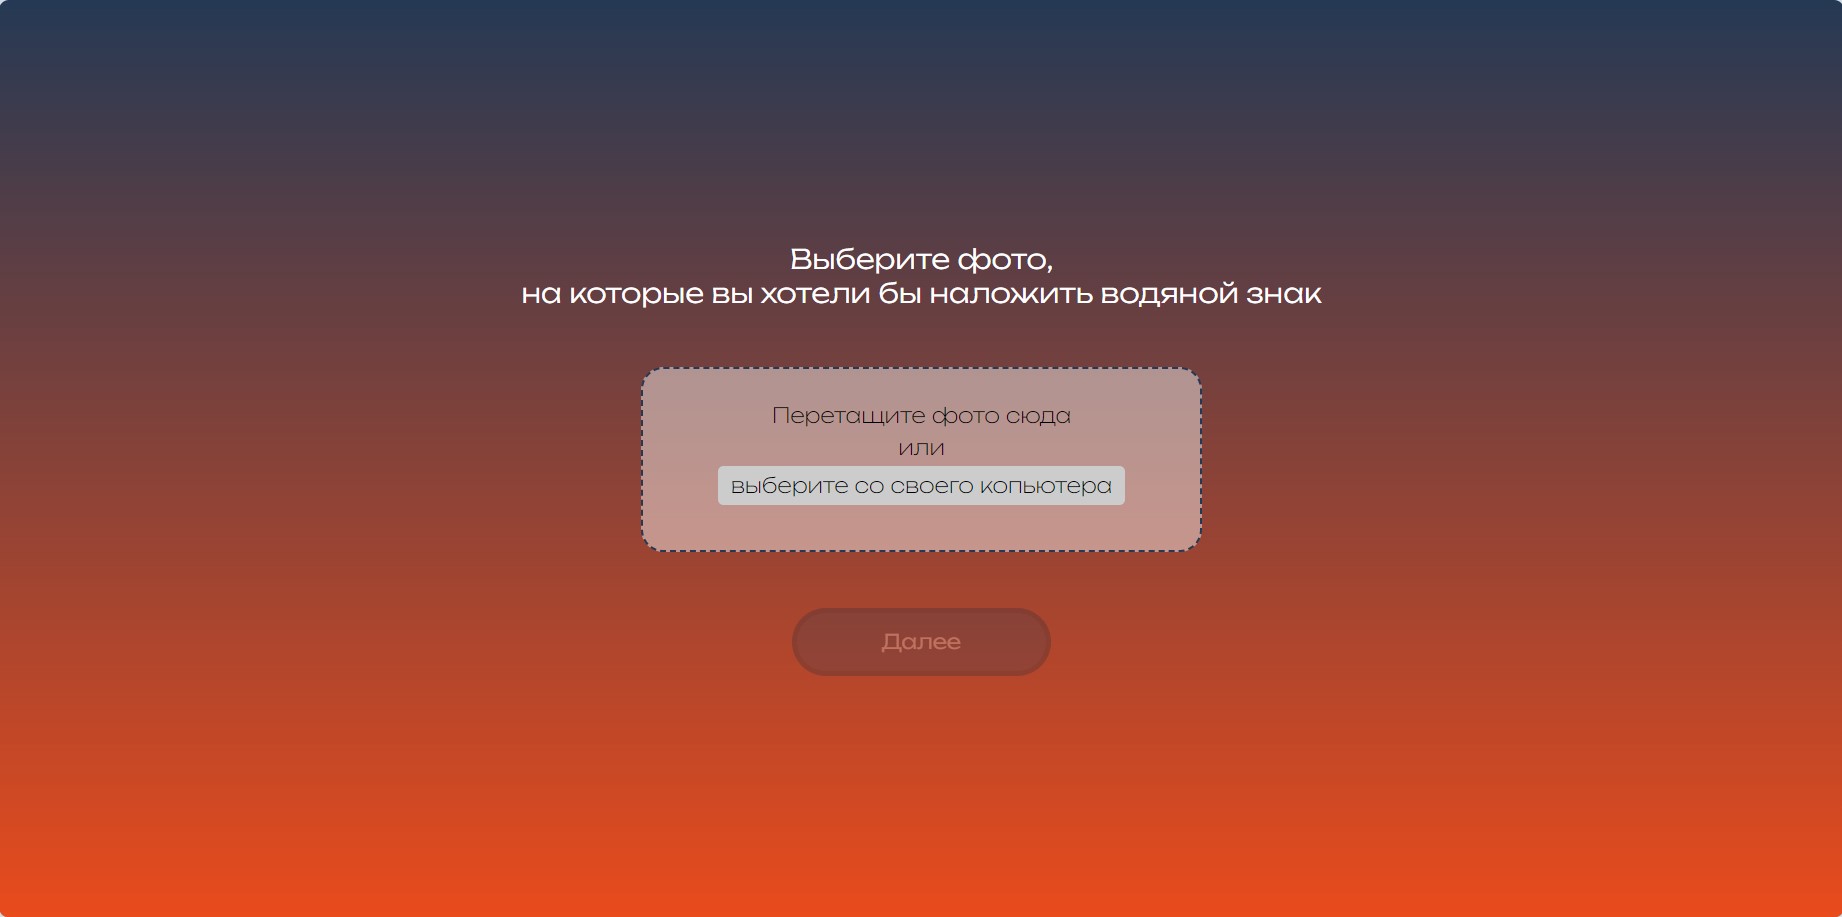 Выберите фото,
на которые вы хотели бы наложить водяной знак
Перетащите фото сюда
или
выберите со своего копьютера
Далее